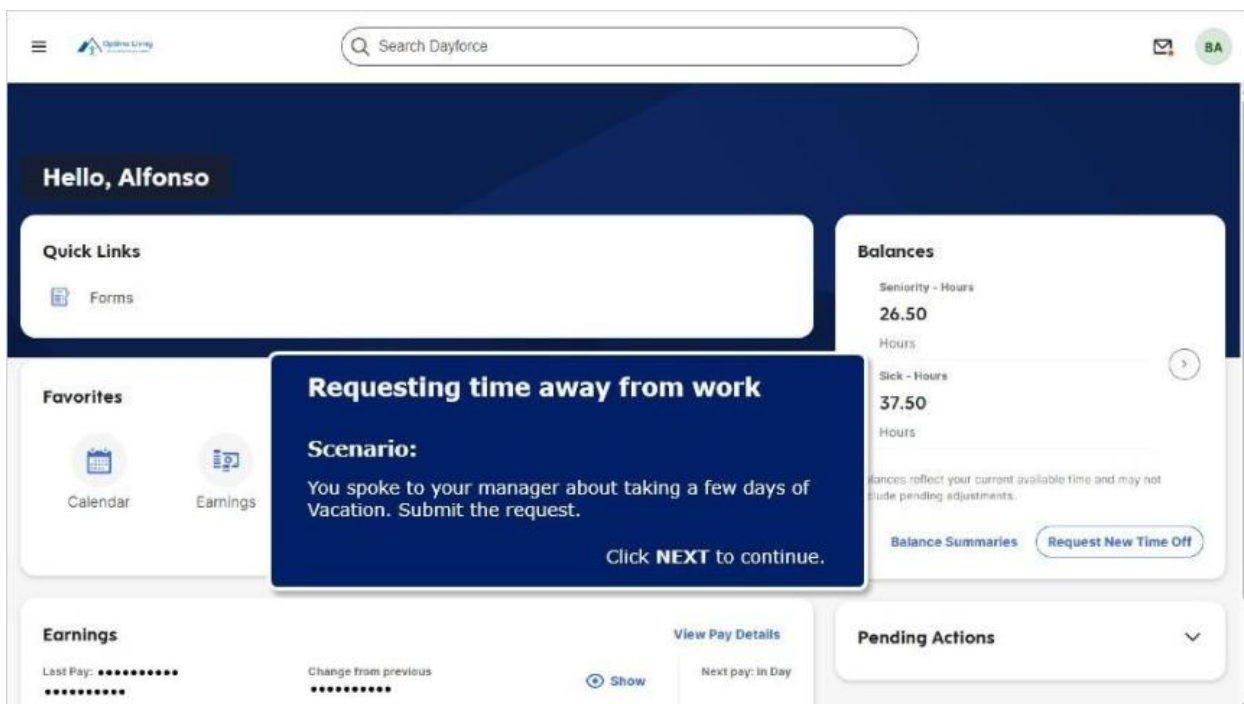 Optima Living
Search Dayforce
BA
Hello, Alfonso
Quick Links
Forms
Balances
Seniority - Hours
26.50
Hours
Sick - Hours
37.50
Hours
lances reflect your current available time and may not
clude pending adjustments.
Balance Summaries
Request New Time Off
Favorites
Calendar
Earnings
Requesting time away from work
Scenario:
You spoke to your manager about taking a few days of
Vacation. Submit the request.
Click NEXT to continue.
Earnings
View Pay Details
Last Pay: ••••••••••
••••••••••
Change from previous
••••••••••
Show
Next pay: In Day
Pending Actions